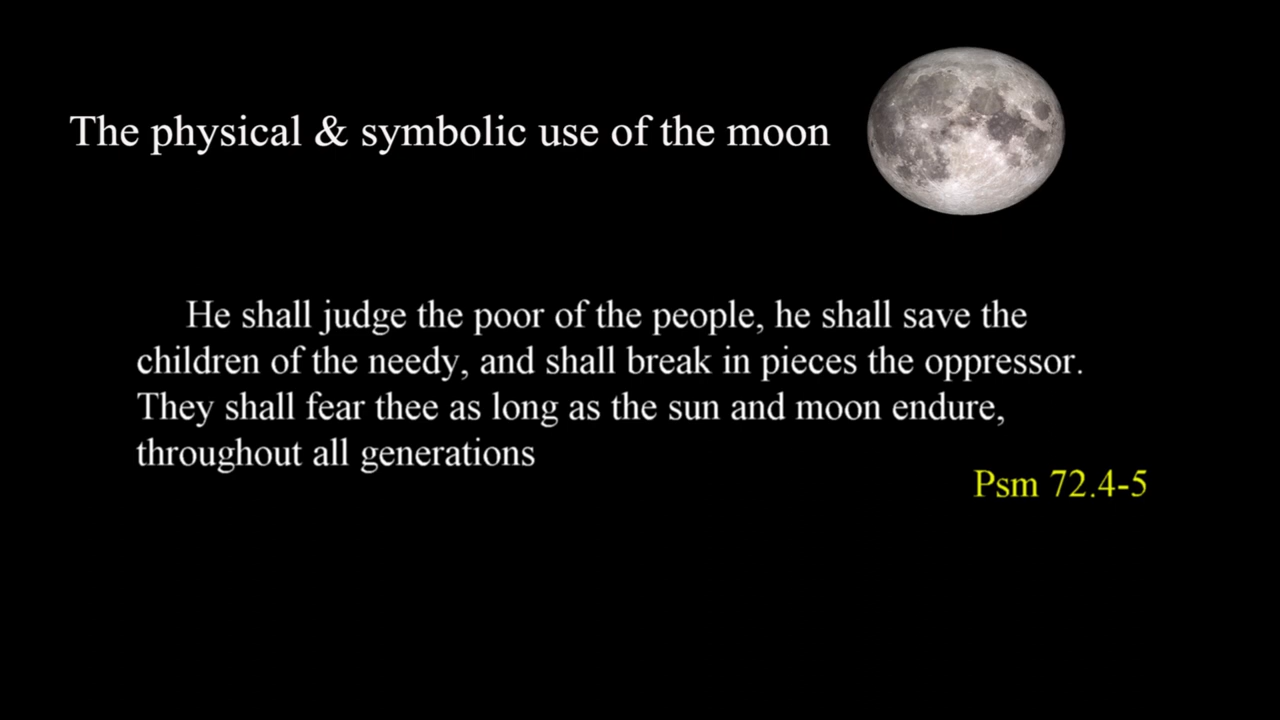 The physical & symbolic use of the moon
He shall judge the poor of the people, he shall save the
children of the needy, and shall break in pieces the oppressor.
They shall fear thee as long as the sun and moon endure,
throughout all generations
Psm 72.4-5